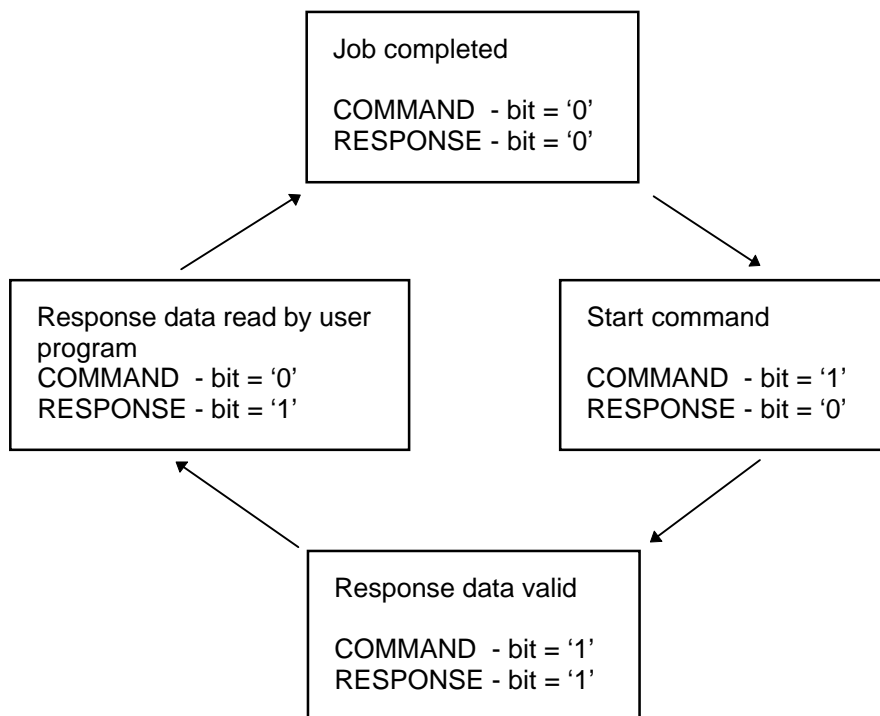 Job completed
COMMAND - bit = ‘0’
RESPONSE - bit = ‘0’
Response data read by user
program
COMMAND - bit = ‘0’
RESPONSE - bit = ‘1’
Start command
COMMAND - bit = ‘1’
RESPONSE - bit = ‘0’
Response data valid
COMMAND - bit = ‘1’
RESPONSE - bit = ‘1’